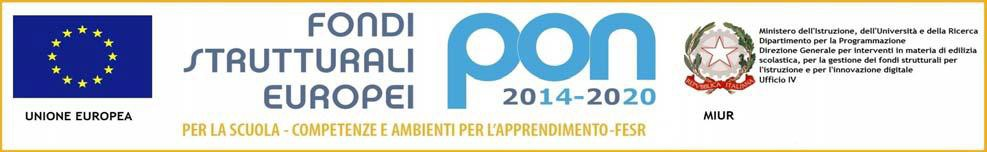 UNIONE EUROPEA
FONDI
STRUTTURALI
EUROPEI
pon
2014-2020
PER LA SCUOLA - COMPETENZE E AMBIENTI PER L'APPRENDIMENTO-FESR
REPVBBLICA ITALIANA
Ministero dell'Istruzione, dell'Università e della Ricerca
Dipartimento per la Programmazione
Direzione Generale per interventi in materia di edilizia
scolastica, per la gestione dei fondi strutturali per
l'istruzione e per l'innovazione digitale
Ufficio IV
MIUR